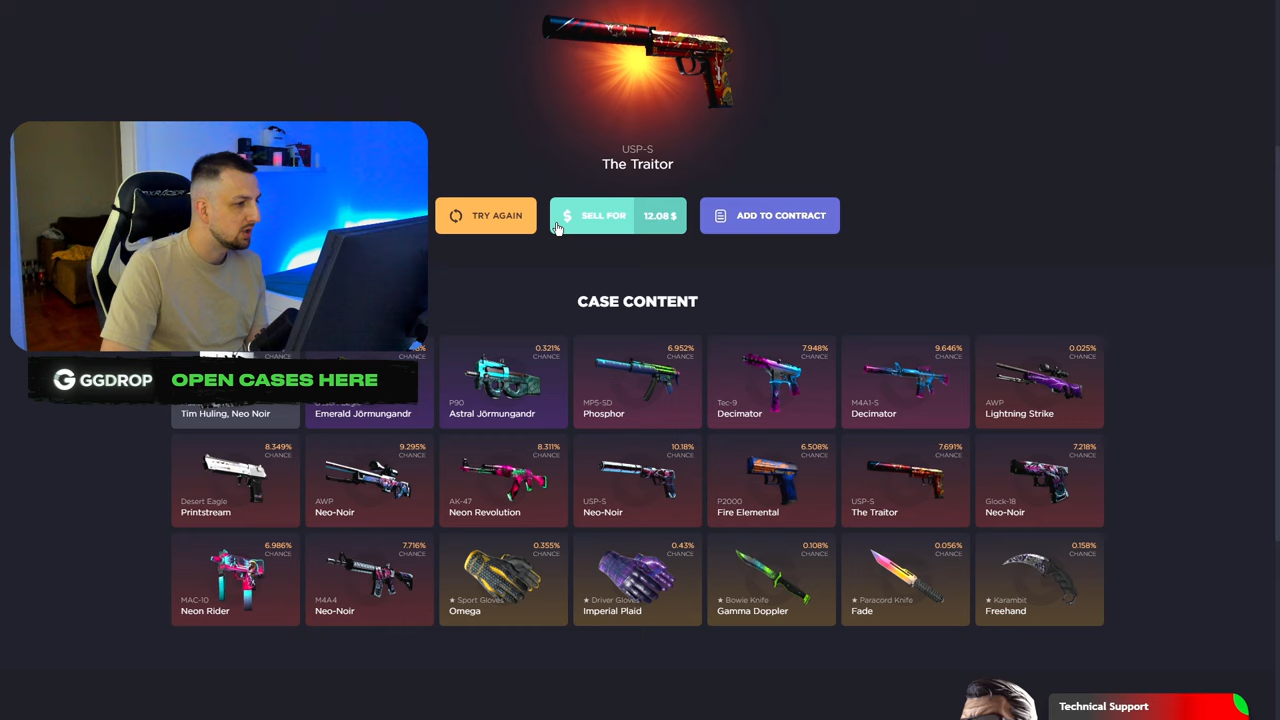 USP-S
The Traitor
TRY AGAIN
$ SELL FOR 12.08 $
ADD TO CONTRACT
CASE CONTENT
GGDROP OPEN CASES HERE
Tim Huling, Neo Noir
CHANCE
Emerald Jörmungandr
0.321%
CHANCE
P90
Astral Jörmungandr
6.952%
CHANCE
MP5-SD
Phosphor
7.948%
CHANCE
Tec-9
Decimator
9.646%
CHANCE
M4A1-S
Decimator
0.025%
CHANCE
AWP
Lightning Strike
8.349%
CHANCE
Desert Eagle
Printstream
9.295%
CHANCE
AWP
Neo-Noir
8.311%
CHANCE
AK-47
Neon Revolution
10.18%
CHANCE
USP-S
Neo-Noir
6.508%
CHANCE
P2000
Fire Elemental
7.691%
CHANCE
USP-S
The Traitor
7.218%
CHANCE
Glock-18
Neo-Noir
6.986%
CHANCE
MAC-10
Neon Rider
7.716%
CHANCE
M4A4
Neo-Noir
0.355%
CHANCE
★ Sport Gloves
Omega
0.43%
CHANCE
★ Driver Gloves
Imperial Plaid
0.108%
CHANCE
★ Bowie Knife
Gamma Doppler
0.056%
CHANCE
★ Paracord Knife
Fade
0.158%
CHANCE
★ Karambit
Freehand
Technical Support